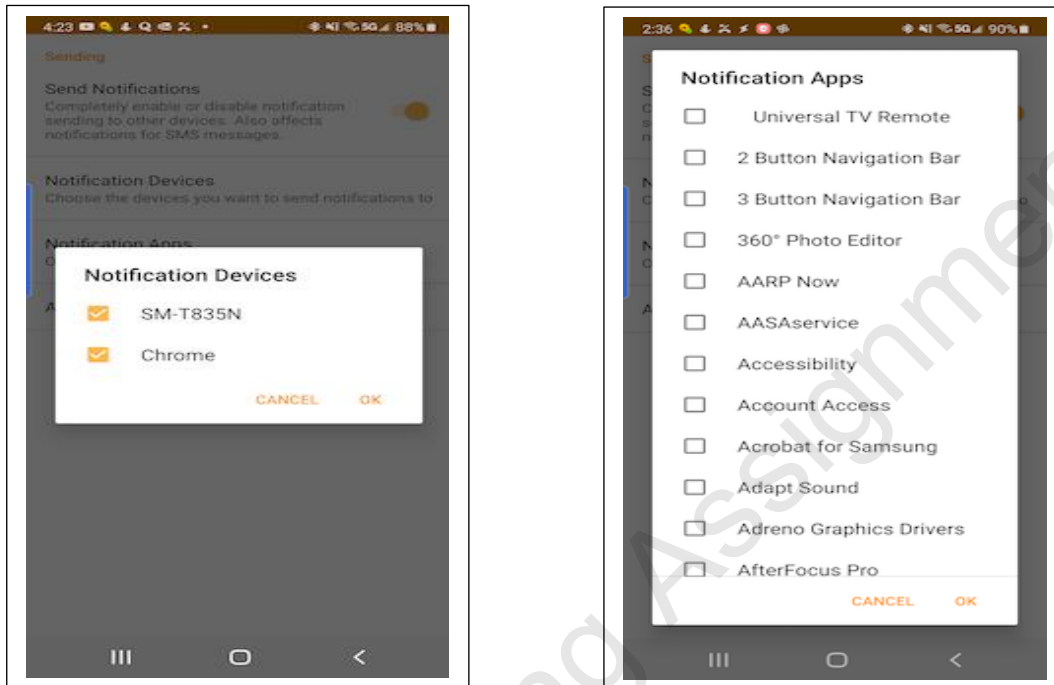 4:23
88%
Sending
Send Notifications
Completely enable or disable notification
sending to other devices. Also affects
notifications for SMS messages.
Notification Devices
Choose the devices you want to send notifications to
Notification Apps
Notification Devices
SM-T835N
Chrome
CANCEL OK
2:36
5G 90%
Notification Apps
Universal TV Remote
2 Button Navigation Bar
3 Button Navigation Bar
360° Photo Editor
AARP Now
AASAservice
Accessibility
Account Access
Acrobat for Samsung
Adapt Sound
Adreno Graphics Drivers
AfterFocus Pro
CANCEL OK
g Assignmen